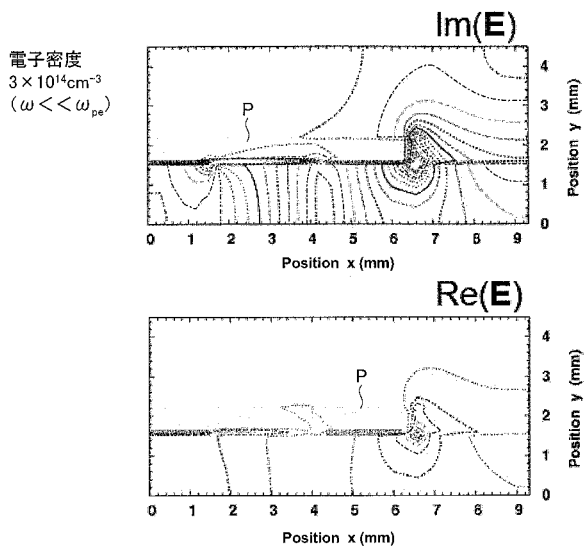 Im(E)
電子密度
3×10¹⁴cm⁻³
(ω<<ωpe)
P
4
3
2
1
0
Position y (mm)
0 1 2 3 4 5 6 7 8 9
Position x (mm)
Re(E)
P
4
3
2
1
0
Position y (mm)
0 1 2 3 4 5 6 7 8 9
Position x (mm)